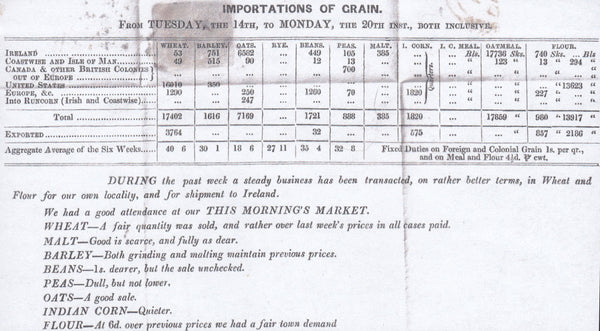 IMPORTATIONS OF GRAIN.
FROM TUESDAY, THE 14TH, TO MONDAY, THE 20TH INST., BOTH INCLUSIVE.
WHEAT. BARLEY. OATS. RYE. BEANS. PEAS. MALT. I. CORN. I. C. MEAL. OATMEAL. FLOUR.
IRELAND 53 751 6582 449 105 385 Bls 17736 Sks. 740 Sks. Bls
COASTWISE AND ISLE OF MAN 49 515 90 12 13 " 123 " 13 " 294 "
CANADA & OTHER BRITISH COLONIES 700 Quarters. " " " "
OUT OF EUROPE
UNITED STATES 16010 350 " " " 13623 "
EUROPE, &c. 1290 250 1260 70 1820 " " 227 " "
INTO RUNCORN (Irish and Coastwise) 247 " " " "
Total 17402 1616 7169 1721 888 385 1820 " 17859 " 980 " 13917 "
EXPORTED 3764 32 575 " " 857 " 2186 "
Aggregate Average of the Six Weeks 40 6 30 1 18 6 27 11 35 4 32 8 Fixed Duties on Foreign and Colonial Grain 1s. per qr.,
and on Meal and Flour 4½d. ⅌ cwt.
DURING the past week a steady business has been transacted, on rather better terms, in Wheat and
Flour for our own locality, and for shipment to Ireland.
We had a good attendance at our THIS MORNING'S MARKET.
WHEAT—A fair quantity was sold, and rather over last week's prices in all cases paid.
MALT—Good is scarce, and fully as dear.
BARLEY—Both grinding and malting maintain previous prices.
BEANS—1s. dearer, but the sale unchecked.
PEAS—Dull, but not lower.
OATS—A good sale.
INDIAN CORN—Quieter.
FLOUR—At 6d. over previous prices we had a fair town demand